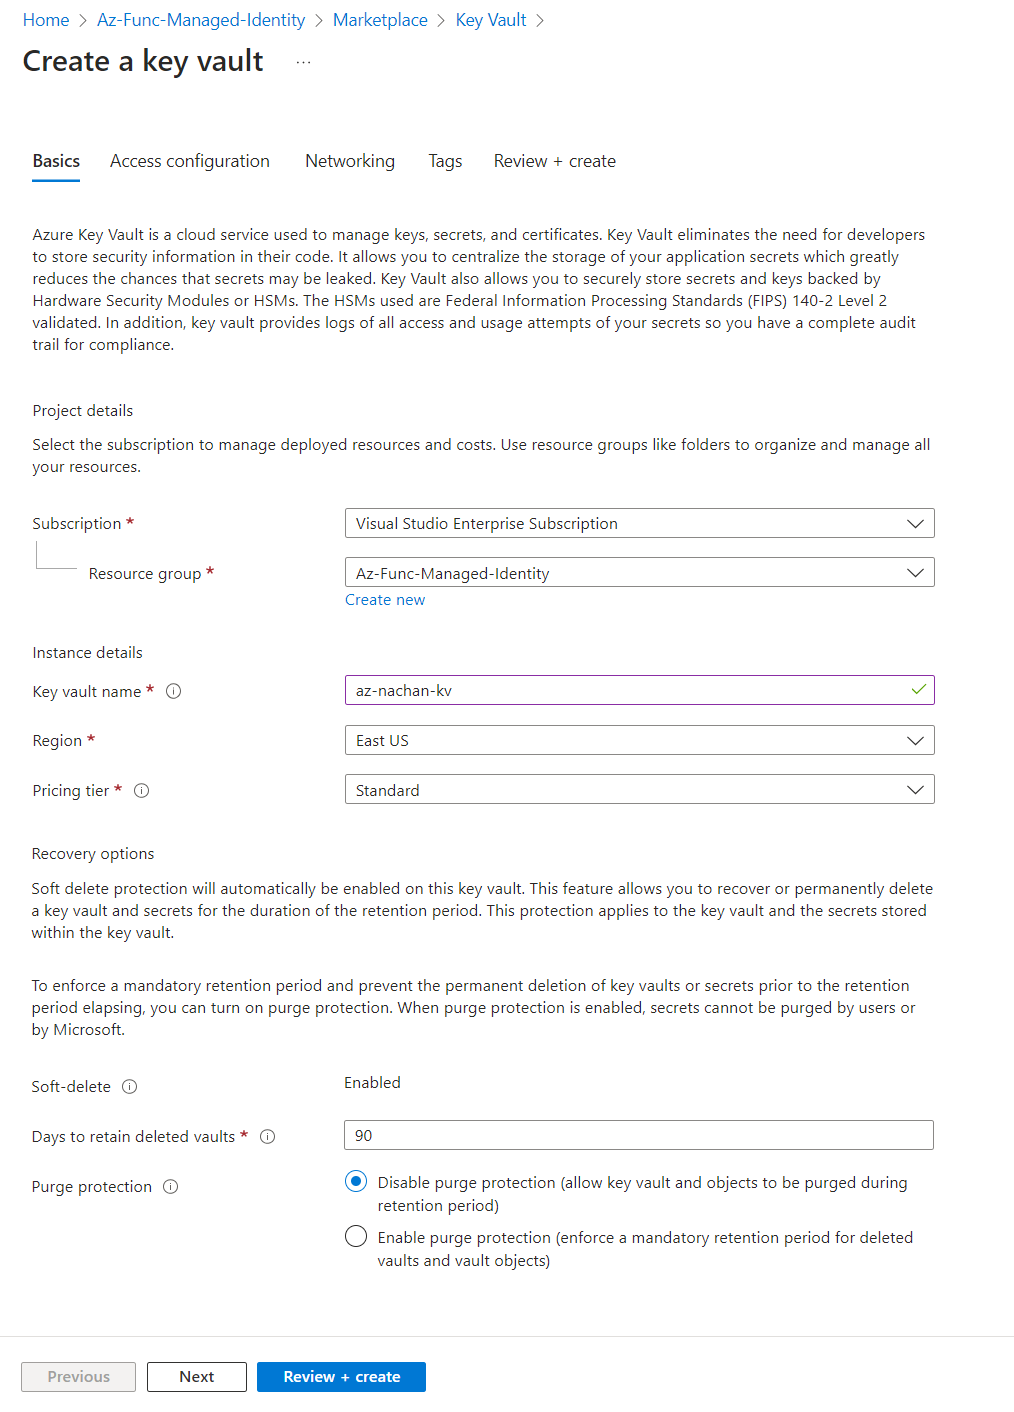 Home > Az-Func-Managed-Identity > Marketplace > Key Vault >
Create a key vault ...
Basics Access configuration Networking Tags Review + create
Azure Key Vault is a cloud service used to manage keys, secrets, and certificates. Key Vault eliminates the need for developers
to store security information in their code. It allows you to centralize the storage of your application secrets which greatly
reduces the chances that secrets may be leaked. Key Vault also allows you to securely store secrets and keys backed by
Hardware Security Modules or HSMs. The HSMs used are Federal Information Processing Standards (FIPS) 140-2 Level 2
validated. In addition, key vault provides logs of all access and usage attempts of your secrets so you have a complete audit
trail for compliance.
Project details
Select the subscription to manage deployed resources and costs. Use resource groups like folders to organize and manage all
your resources.
Subscription * Visual Studio Enterprise Subscription
Resource group * Az-Func-Managed-Identity
Create new
Instance details
Key vault name * az-nachan-kv
Region * East US
Pricing tier * Standard
Recovery options
Soft delete protection will automatically be enabled on this key vault. This feature allows you to recover or permanently delete
a key vault and secrets for the duration of the retention period. This protection applies to the key vault and the secrets stored
within the key vault.
To enforce a mandatory retention period and prevent the permanent deletion of key vaults or secrets prior to the retention
period elapsing, you can turn on purge protection. When purge protection is enabled, secrets cannot be purged by users or
by Microsoft.
Soft-delete Enabled
Days to retain deleted vaults * 90
Purge protection Disable purge protection (allow key vault and objects to be purged during
retention period)
Enable purge protection (enforce a mandatory retention period for deleted
vaults and vault objects)
Previous Next Review + create